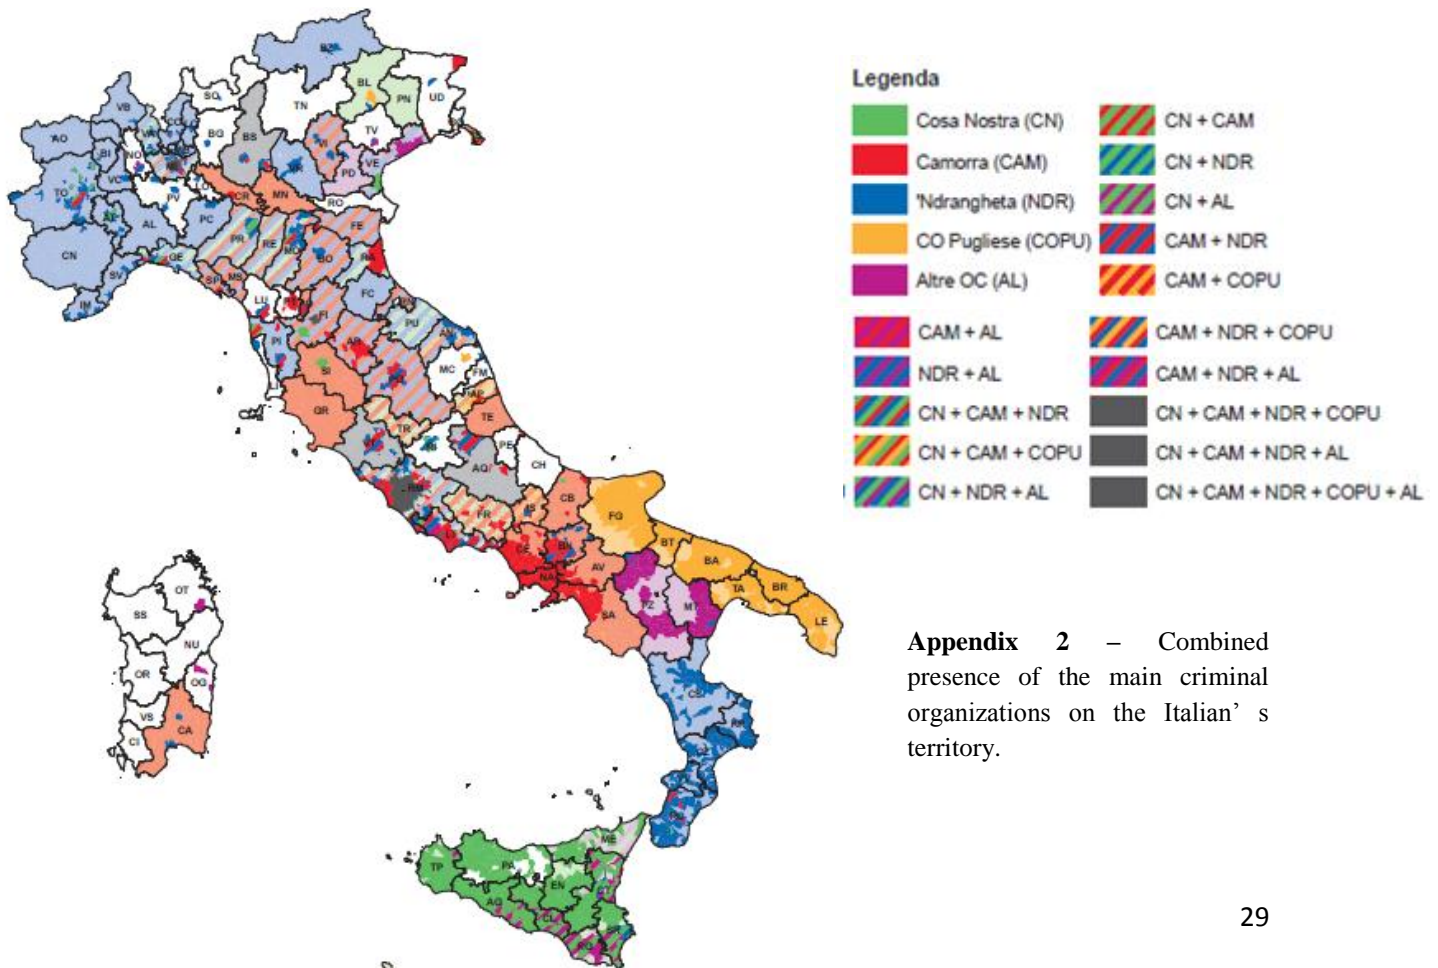 Legenda
Cosa Nostra (CN)
Camorra (CAM)
'Ndrangheta (NDR)
CO Pugliese (COPU)
Altre OC (AL)
CN + CAM
CN + NDR
CN + AL
CAM + NDR
CAM + COPU
CAM + AL
NDR + AL
CN + CAM + NDR
CN + CAM + COPU
CN + NDR + AL
CAM + NDR + COPU
CAM + NDR + AL
CN + CAM + NDR + COPU
CN + CAM + NDR + AL
CN + CAM + NDR + COPU + AL
BL
PN
UD
TN
VB
SO
AO
BI
BG
BS
TV
VE
PD
RO
TO
NO
VC
PV
CR
MN
AL
PC
CN
PR
RE
FE
BO
GE
SV
IM
SP
MS
LU
FC
PU
FI
PI
MC
FM
SI
GR
TE
TR
PE
CH
AQ
FR
CB
FG
BT
BA
BR
TA
LE
AV
SA
NA
PZ
MT
CS
OT
SS
NU
OR
OG
VS
CI
CA
ME
TP
PA
EN
AG
Appendix 2 – Combined
presence of the main criminal
organizations on the Italian’ s
territory.
29